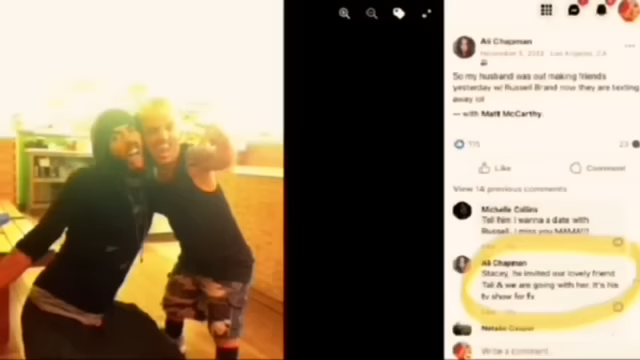 Ali Chapman
November 5, 2013 · Los Angeles, CA
So my husband was out making friends
yesterday w/ Russell Brand now they are texting
away lol
— with Matt McCarthy.
115
23
Like
Comment
View 14 previous comments
Michelle Collins
Tell him I wanna a date with
Russell. I miss you MAMA!!!
Ali Chapman
Stacey, he invited our lovely friend
Tali & we are going with her. It's his
tv show for fx
Natalie Cooper
Write a comment...